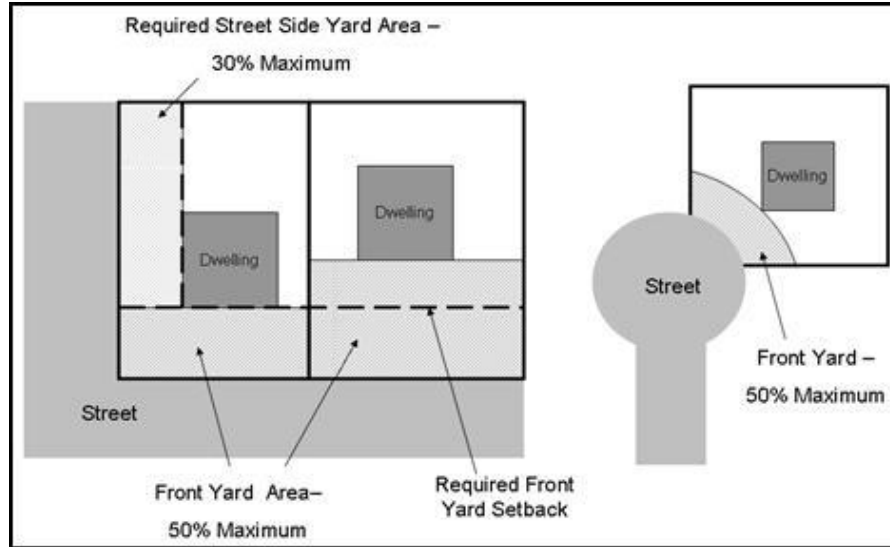 Required Street Side Yard Area –
30% Maximum
Dwelling
Dwelling
Dwelling
Street
Street
Front Yard –
50% Maximum
Front Yard Area–
50% Maximum
Required Front
Yard Setback